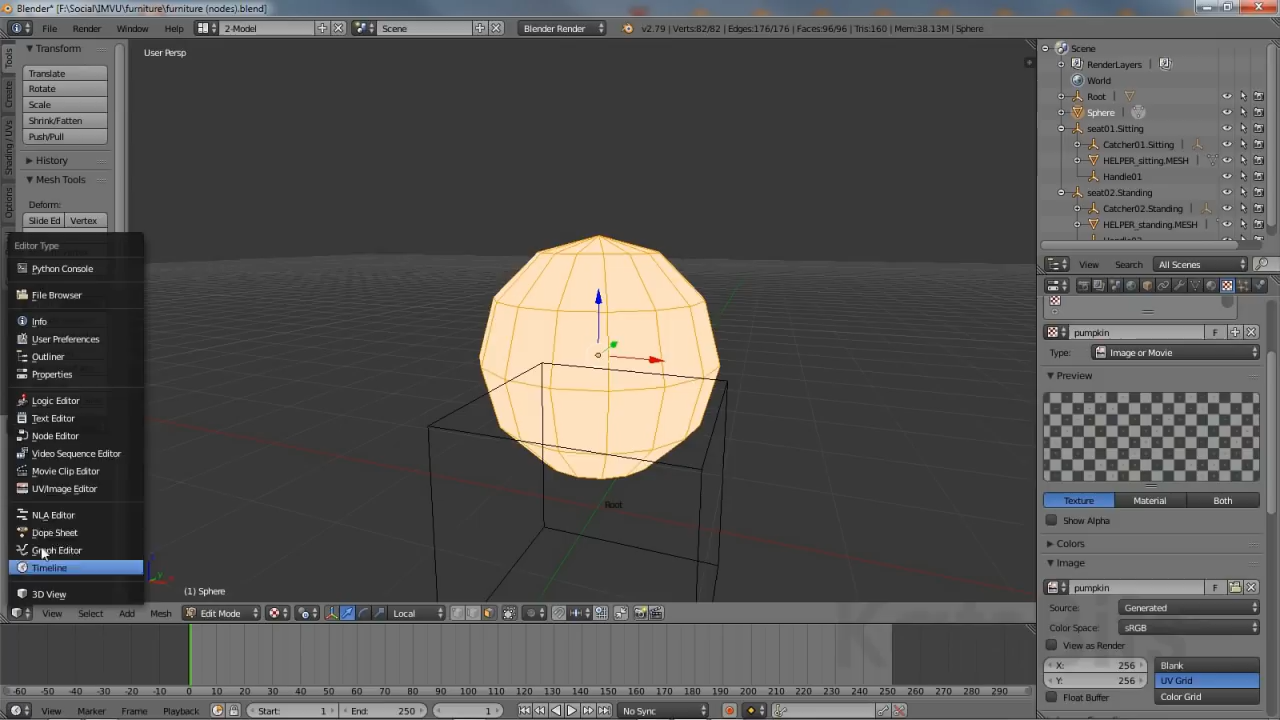 Blender* [F:\Social\IMVU\furniture\furniture (nodes).blend]
File Render Window Help 2-Model Scene Blender Render v2.79 | Verts:82/82 | Edges:176/176 | Faces:96/96 | Tris:160 | Mem:38.13M | Sphere
Tools
Create
Shading / UVs
Options
Transform
Translate
Rotate
Scale
Shrink/Fatten
Push/Pull
History
Mesh Tools
Deform:
Slide Ed Vertex
Editor Type
Python Console
File Browser
Info
User Preferences
Outliner
Properties
Logic Editor
Text Editor
Node Editor
Video Sequence Editor
Movie Clip Editor
UV/Image Editor
NLA Editor
Dope Sheet
Graph Editor
Timeline
3D View
User Persp
Root
(1) Sphere
View Select Add Mesh Edit Mode Local
-60 -50 -40 -30 -20 -10 0 10 20 30 40 50 60 70 80 90 100 110 120 130 140 150 160 170 180 190 200 210 220 230 240 250 260 270 280 290
View Marker Frame Playback Start: 1 End: 250 1 No Sync
Scene
RenderLayers
World
Root
Sphere
seat01.Sitting
Catcher01.Sitting
HELPER_sitting.MESH
Handle01
seat02.Standing
Catcher02.Standing
HELPER_standing.MESH
View Search All Scenes
pumpkin F
Type: Image or Movie
Preview
Texture Material Both
Show Alpha
Colors
Image
pumpkin F
Source: Generated
Color Space: sRGB
View as Render
X: 256 Blank
Y: 256 UV Grid
Float Buffer Color Grid